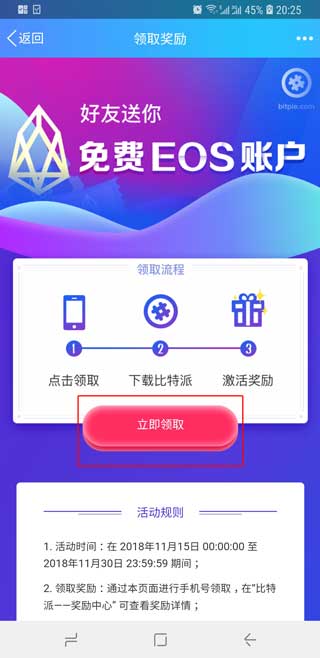 45% 20:25
返回 领取奖励
bitpie.com
好友送你
免费EOS账户
领取流程
1 2 3
点击领取 下载比特派 激活奖励
立即领取
活动规则
1. 活动时间：在 2018年11月15日 00:00:00 至
2018年11月30日 23:59:59 期间；
2. 领取奖励：通过本页面进行手机号领取，在“比特
派——奖励中心” 可查看奖励详情；